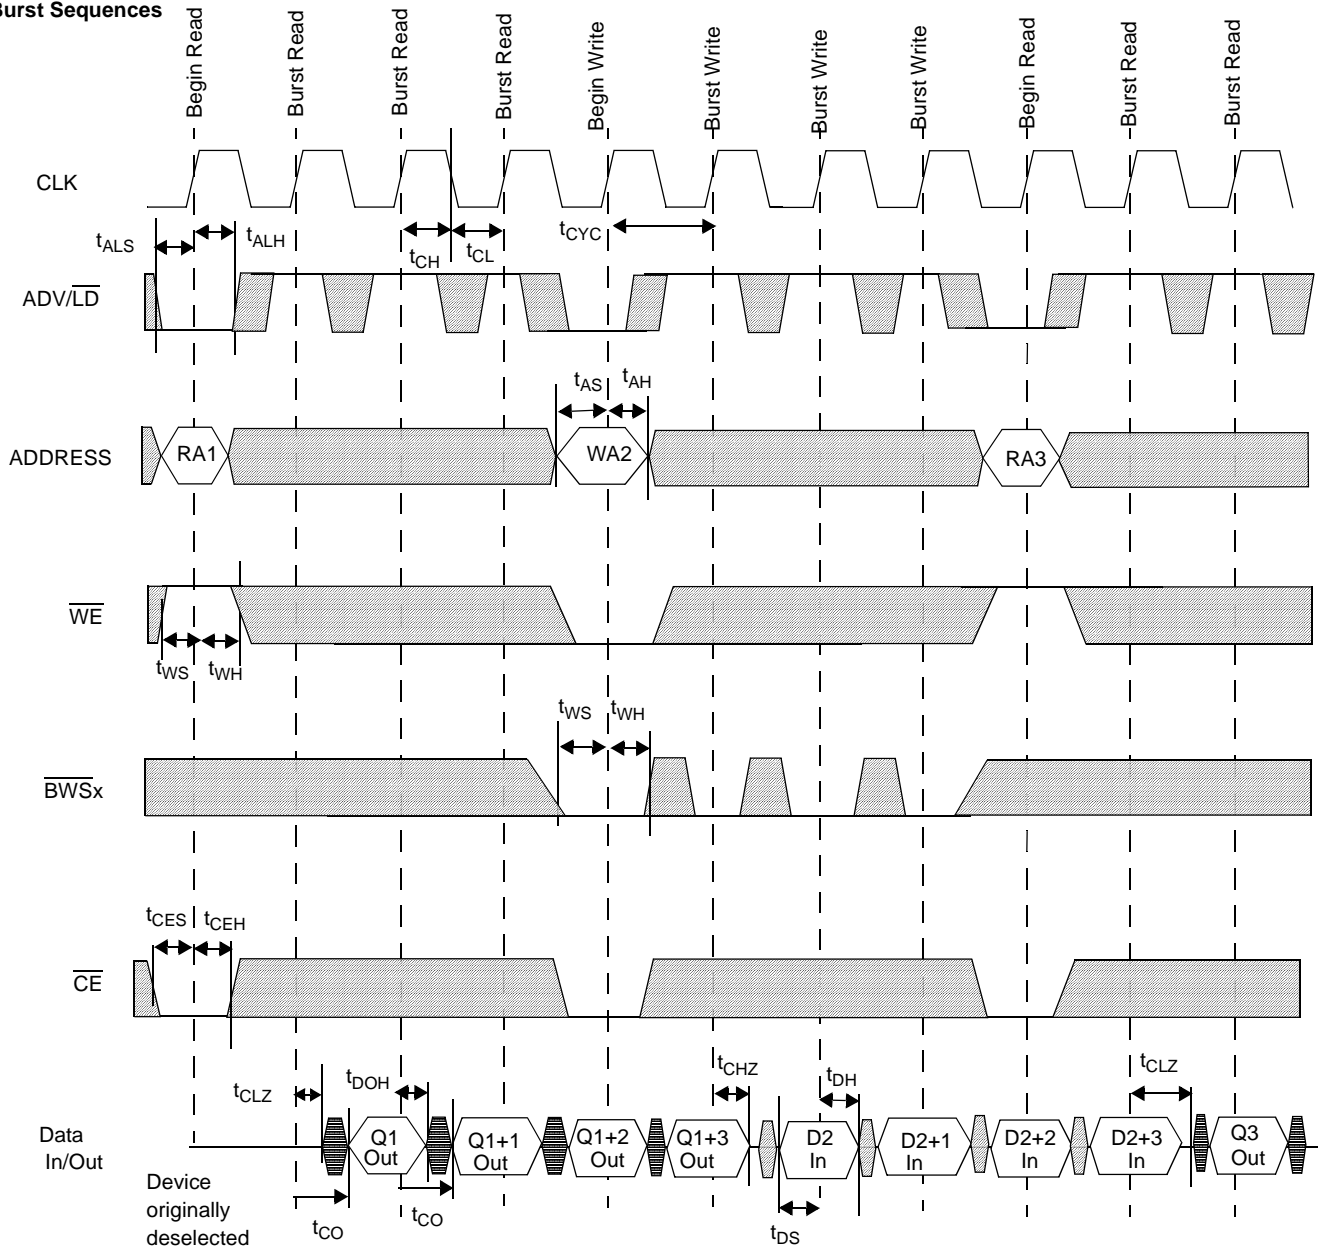 Burst Sequences
Begin Read
Burst Read
Burst Read
Burst Read
Begin Write
Burst Write
Burst Write
Burst Write
Begin Read
Burst Read
Burst Read
CLK
tALS
tALH
tCH
tCL
tCYC
ADV/LD
tAS
tAH
ADDRESS
RA1
WA2
RA3
WE
tWS
tWH
tWS
tWH
BWSx
tCES
tCEH
CE
tCLZ
tDOH
tCHZ
tDH
tCLZ
Data
In/Out
Q1
Out
Q1+1
Out
Q1+2
Out
Q1+3
Out
D2
In
D2+1
In
D2+2
In
D2+3
In
Q3
Out
Device
originally
deselected
tCO
tCO
tDS